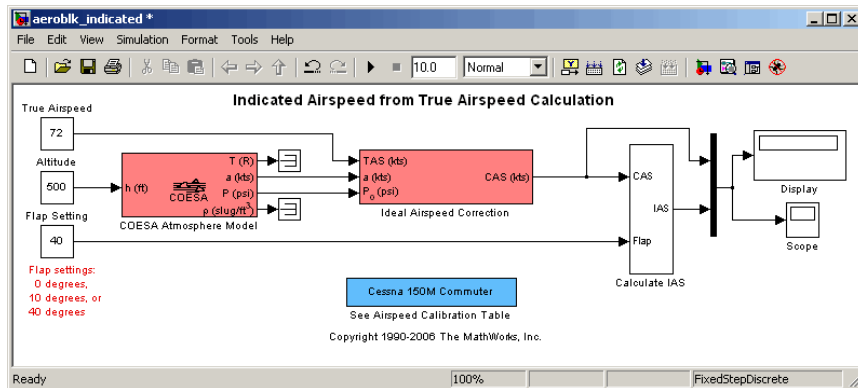 aeroblk_indicated *
File Edit View Simulation Format Tools Help
10.0 Normal
Indicated Airspeed from True Airspeed Calculation
True Airspeed
72
Altitude
500
Flap Setting
40
Flap settings:
0 degrees,
10 degrees, or
40 degrees
h (ft)
COESA
T (R)
a (kts)
P (psi)
ρ (slug/ft³)
COESA Atmosphere Model
TAS (kts)
a (kts)
P₀ (psi)
CAS (kts)
Ideal Airspeed Correction
CAS
IAS
Flap
Calculate IAS
Display
Scope
Cessna 150M Commuter
See Airspeed Calibration Table
Copyright 1990-2006 The MathWorks, Inc.
Ready 100% FixedStepDiscrete